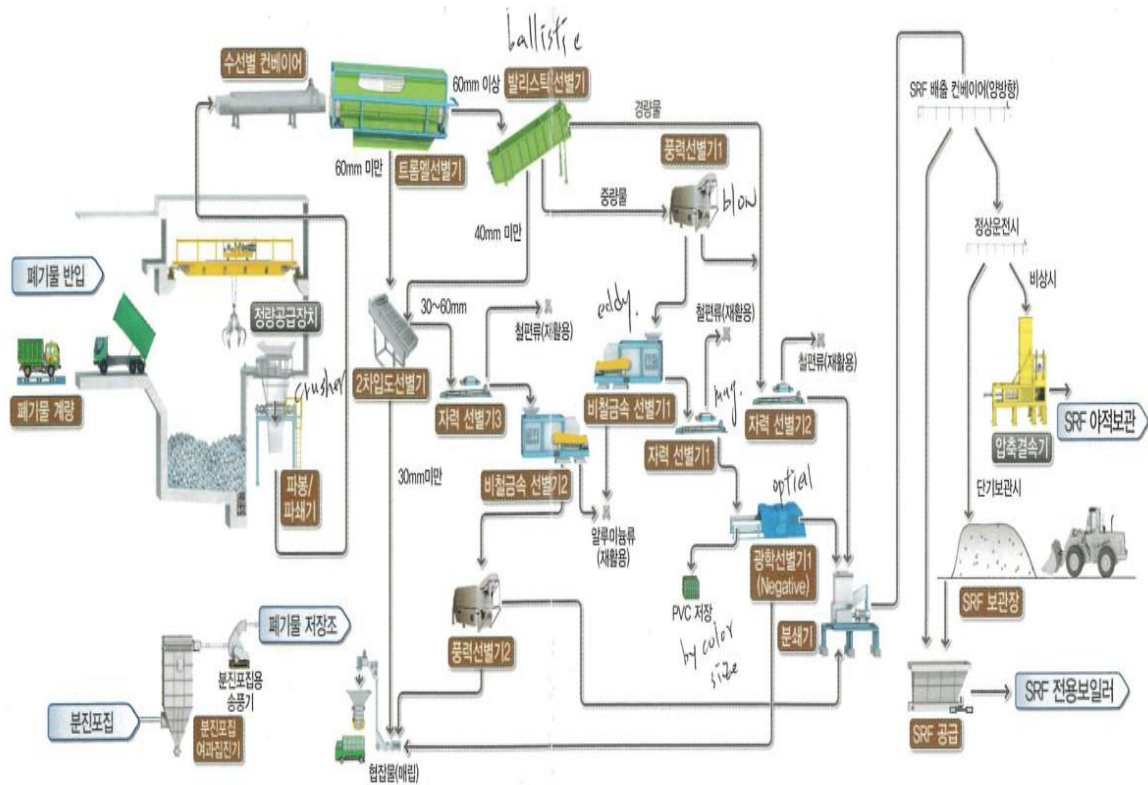 ballistic
수선별 컨베이어
60mm 이상
발리스틱 선별기
경량물
SRF 배출 컨베이어(양방향)
풍력선별기1
60mm 미만
트롬멜선별기
중량물
blow
40mm 미만
정상운전시
폐기물 반입
비상시
30~60mm
eddy.
철편류(재활용)
철편류(재활용)
철편류(재활용)
정량공급장치
crusher
2차입도선별기
비철금속 선별기1
mag.
폐기물 계량
자력 선별기3
자력 선별기2
SRF 야적보관
자력 선별기1
압축결속기
30mm미만
비철금속 선별기2
optical
파봉/
파쇄기
단기보관시
알루미늄류
(재활용)
광학선별기1
(Negative)
PVC 저장
SRF 보관장
분쇄기
by color
size
폐기물 저장조
풍력선별기2
분진포집용
송풍기
SRF 전용보일러
분진포집
분진포집
여과집진기
SRF 공급
협잡물(매립)